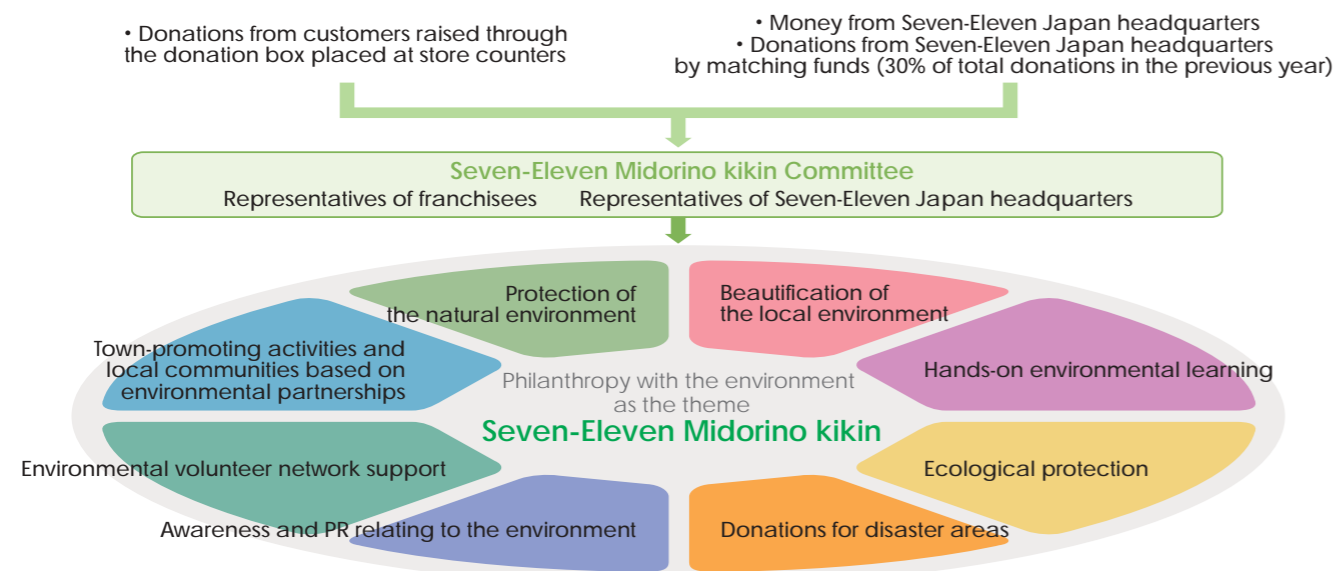 • Donations from customers raised through
the donation box placed at store counters
• Money from Seven-Eleven Japan headquarters
• Donations from Seven-Eleven Japan headquarters
by matching funds (30% of total donations in the previous year)
Seven-Eleven Midorino kikin Committee
Representatives of franchisees Representatives of Seven-Eleven Japan headquarters
Protection of
the natural environment
Beautification of
the local environment
Town-promoting activities and
local communities based on
environmental partnerships
Hands-on environmental learning
Philanthropy with the environment
as the theme
Seven-Eleven Midorino kikin
Environmental volunteer network support
Ecological protection
Awareness and PR relating to the environment
Donations for disaster areas